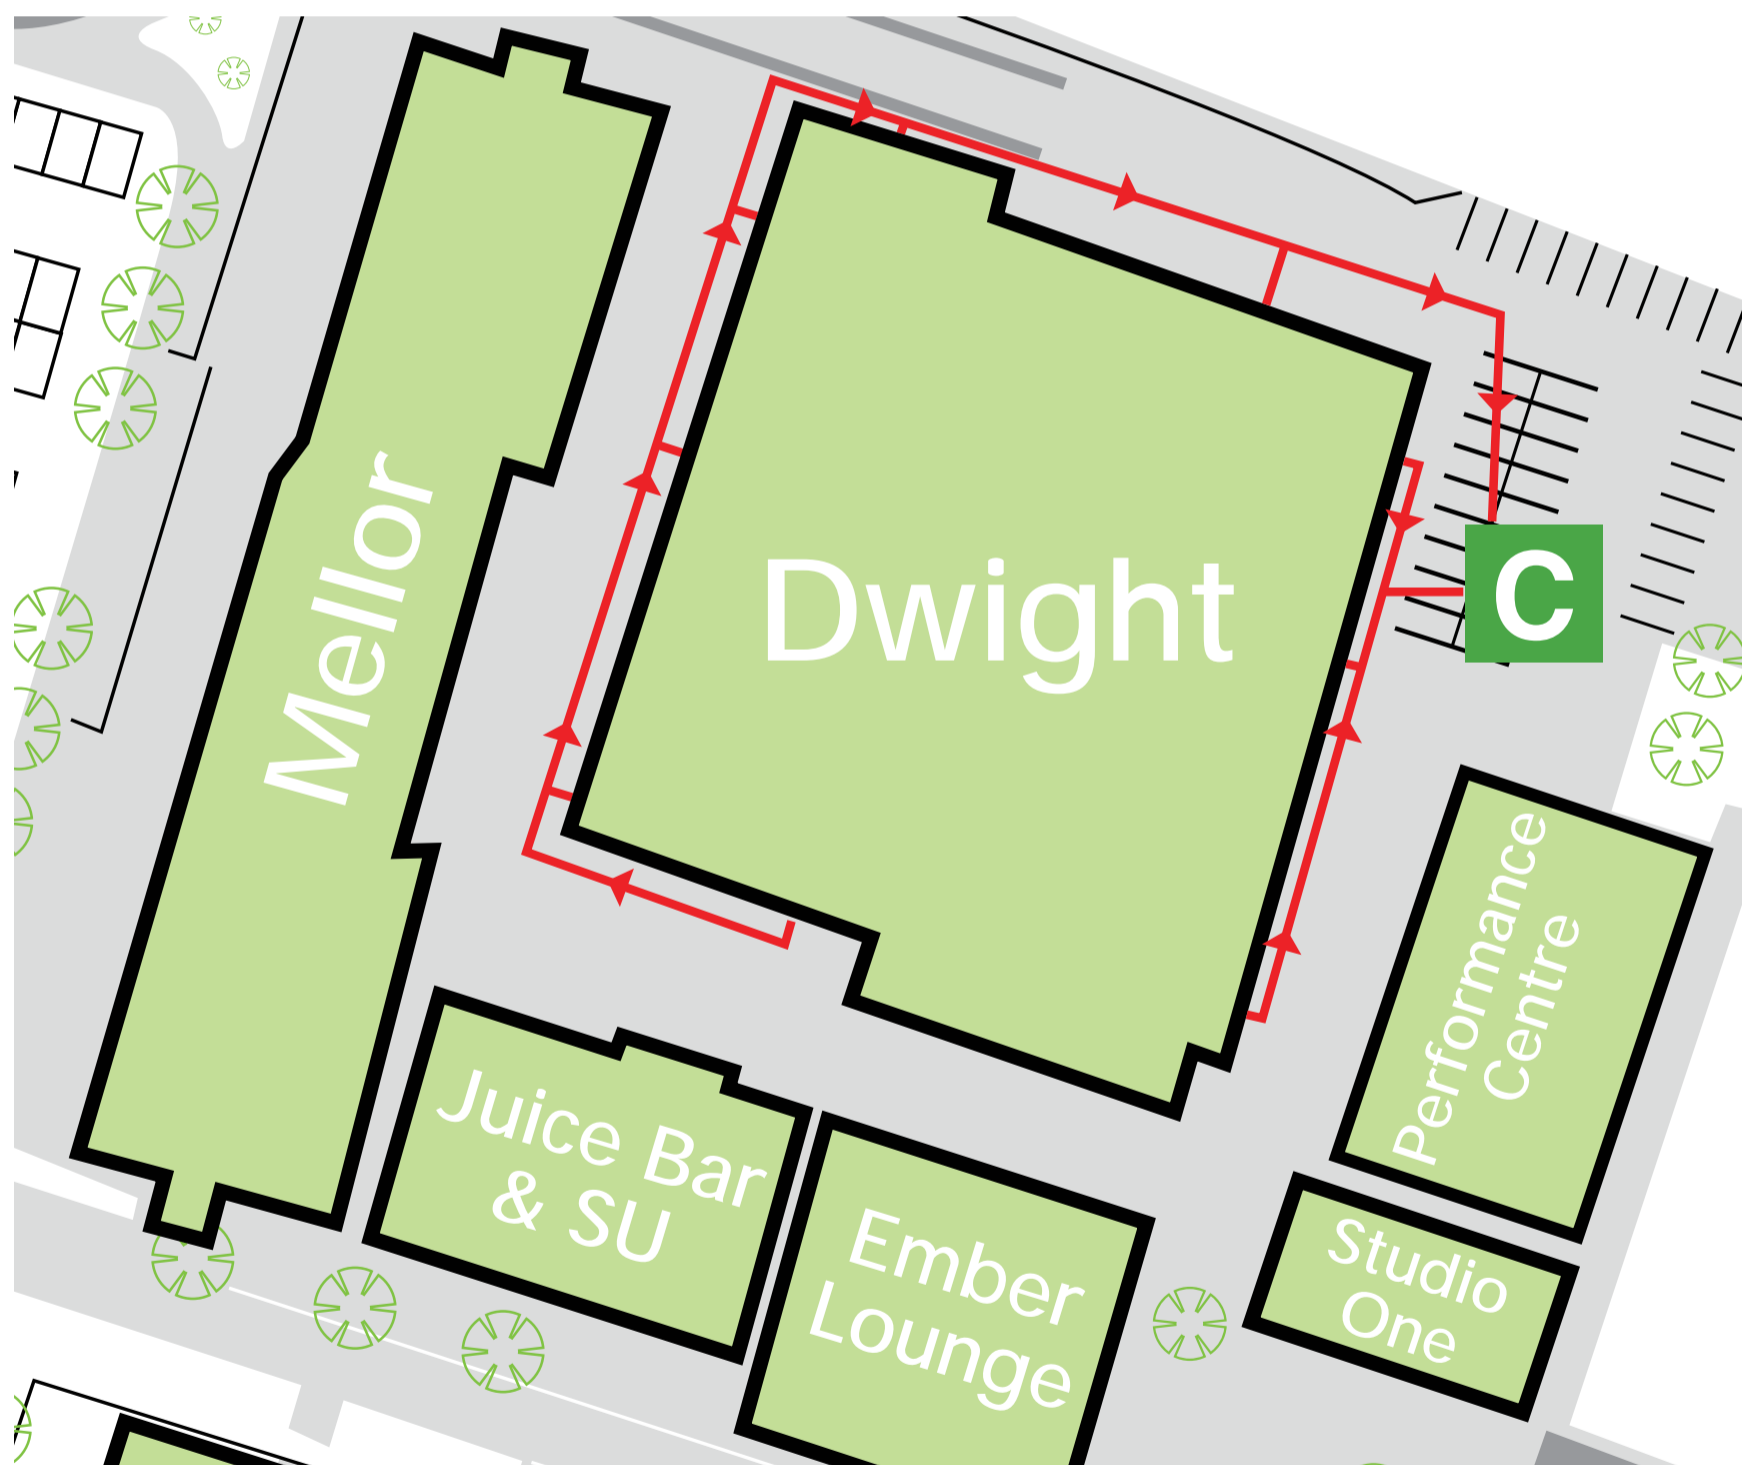 Mellor
Dwight
C
Performance
Centre
Juice Bar
& SU
Ember
Lounge
Studio
One